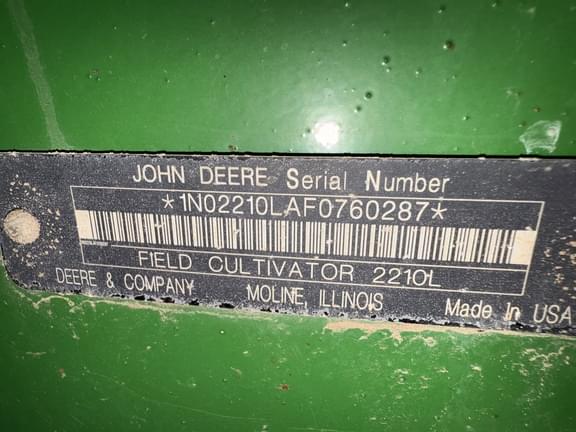 JOHN DEERE Serial Number
*1N02210LAF0760287*
FIELD CULTIVATOR 2210L
DEERE & COMPANY MOLINE, ILLINOIS Made In USA